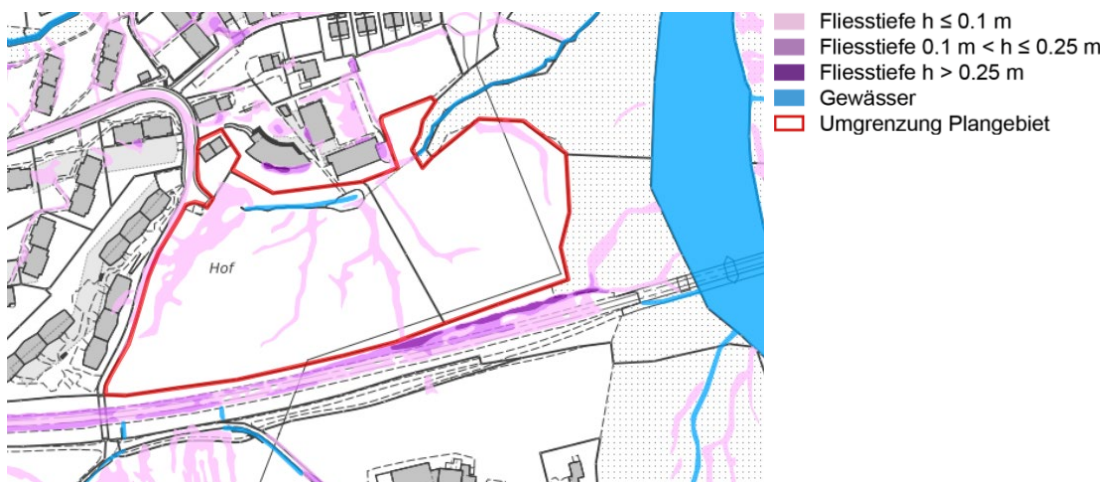 Fliesstiefe h ≤ 0.1 m
Fliesstiefe 0.1 m < h ≤ 0.25 m
Fliesstiefe h > 0.25 m
Gewässer
Umgrenzung Plangebiet
Hof